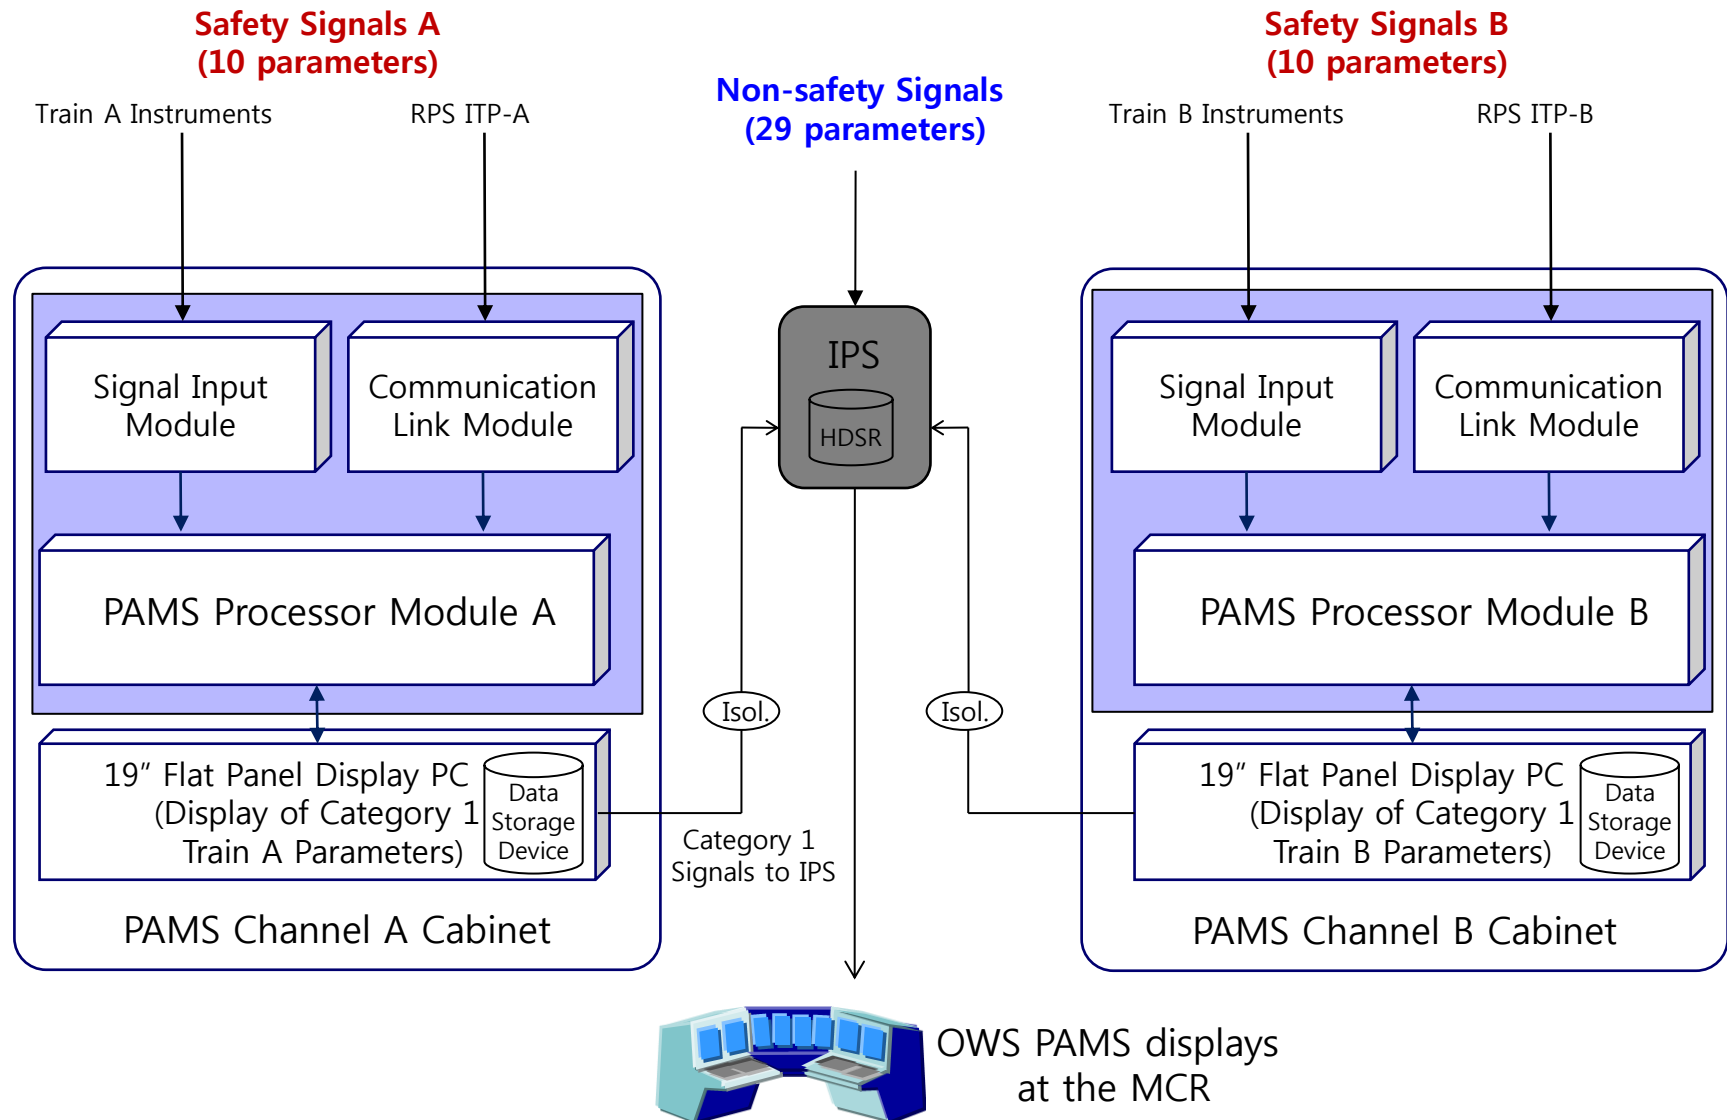 Safety Signals A
(10 parameters)
Train A Instruments
RPS ITP-A
Non-safety Signals
(29 parameters)
Safety Signals B
(10 parameters)
Train B Instruments
RPS ITP-B
Signal Input
Module
Communication
Link Module
PAMS Processor Module A
19” Flat Panel Display PC
(Display of Category 1
Train A Parameters)
Data
Storage
Device
PAMS Channel A Cabinet
IPS
HDSR
Isol.
Isol.
Category 1
Signals to IPS
Signal Input
Module
Communication
Link Module
PAMS Processor Module B
19” Flat Panel Display PC
(Display of Category 1
Train B Parameters)
Data
Storage
Device
PAMS Channel B Cabinet
OWS PAMS displays
at the MCR